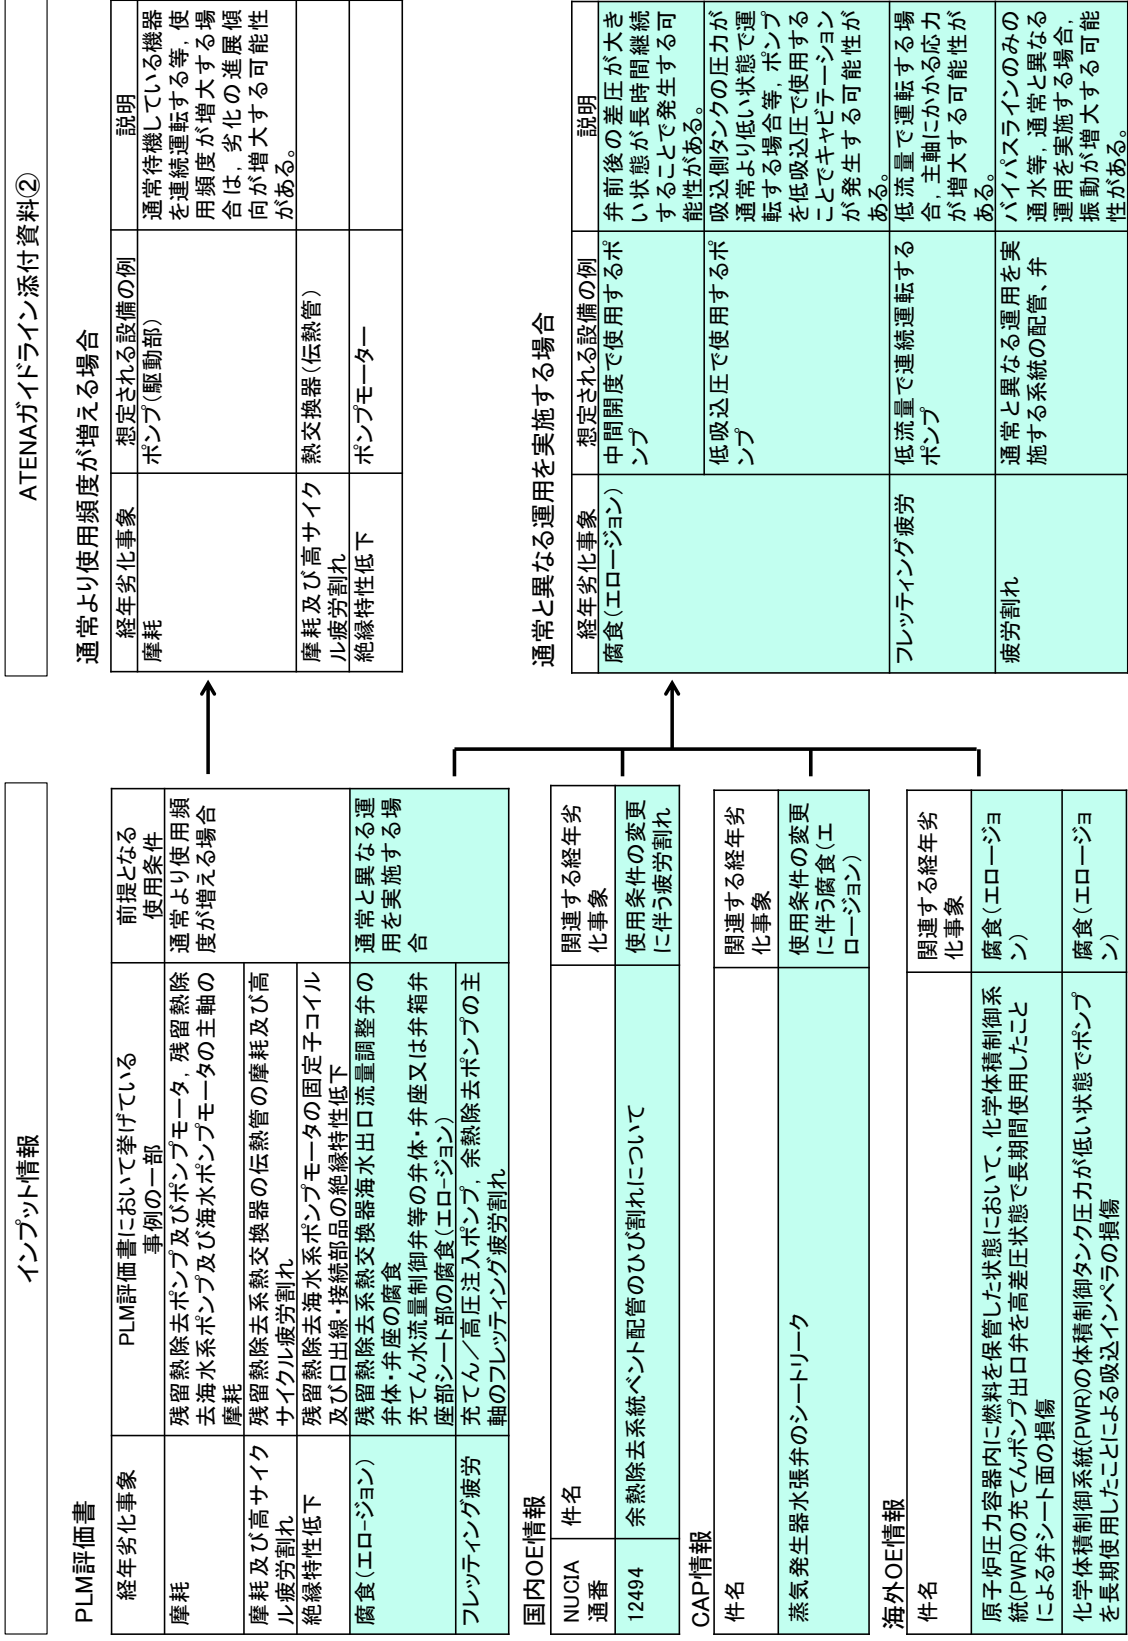 インプット情報
PLM評価書
経年劣化事象
PLM評価書において挙げている
事例の一部
前提となる
使用条件
摩耗
残留熱除去ポンプ及びポンプモータ，残留熱除
去海水系ポンプ及び海水ポンプモータの主軸の
摩耗
通常より使用頻
度が増える場合
摩耗及び高サイク
ル疲労割れ
残留熱除去系熱交換器の伝熱管の摩耗及び高
サイクル疲労割れ
絶縁特性低下
残留熱除去海水系ポンプモータの固定子コイル
及び口出線・接続部品の絶縁特性低下
腐食（エロージョン）
残留熱除去系熱交換器海水出口流量調整弁の
弁体・弁座の腐食
充てん水流量制御弁等の弁体・弁座又は弁箱弁
座部シート部の腐食（エロージョン）
通常と異なる運
用を実施する場
合
フレッティング疲労
充てん／高圧注入ポンプ，余熱除去ポンプの主
軸のフレッティング疲労割れ
国内OE情報
NUCIA
通番
件名
関連する経年劣
化事象
12494
余熱除去系統ベント配管のひび割れについて
使用条件の変更
に伴う疲労割れ
CAP情報
件名
関連する経年劣
化事象
蒸気発生器水張弁のシートリーク
使用条件の変更
に伴う腐食（エ
ロージョン）
海外OE情報
件名
関連する経年劣
化事象
原子炉圧力容器内に燃料を保管した状態において、化学体積制御系
統(PWR)の充てんポンプ出口弁を高差圧状態で長期間使用したこと
による弁シート面の損傷
腐食（エロージョ
ン）
化学体積制御系統(PWR)の体積制御タンク圧力が低い状態でポンプ
を長期使用したことによる吸込インペラの損傷
腐食（エロージョ
ン）
ATENAガイドライン添付資料②
通常より使用頻度が増える場合
経年劣化事象
想定される設備の例
説明
摩耗
ポンプ（駆動部）
通常待機している機器
を連続運転する等，使
用頻度が増大する場
合は，劣化の進展傾
向が増大する可能性
がある。
摩耗及び高サイク
ル疲労割れ
熱交換器（伝熱管）
絶縁特性低下
ポンプモーター
通常と異なる運用を実施する場合
経年劣化事象
想定される設備の例
説明
腐食（エロージョン）
中間開度で使用するポ
ンプ
弁前後の差圧が大き
い状態が長時間継続
することで発生する可
能性がある。
低吸込圧で使用するポ
ンプ
吸込側タンクの圧力が
通常より低い状態で運
転する場合等，ポンプ
を低吸込圧で使用する
ことでキャビテーション
が発生する可能性が
ある。
フレッティング疲労
低流量で連続運転する
ポンプ
低流量で運転する場
合，主軸にかかる応力
が増大する可能性が
ある。
疲労割れ
通常と異なる運用を実
施する系統の配管、弁
バイパスラインのみの
通水等，通常と異なる
運用を実施する場合，
振動が増大する可能
性がある。